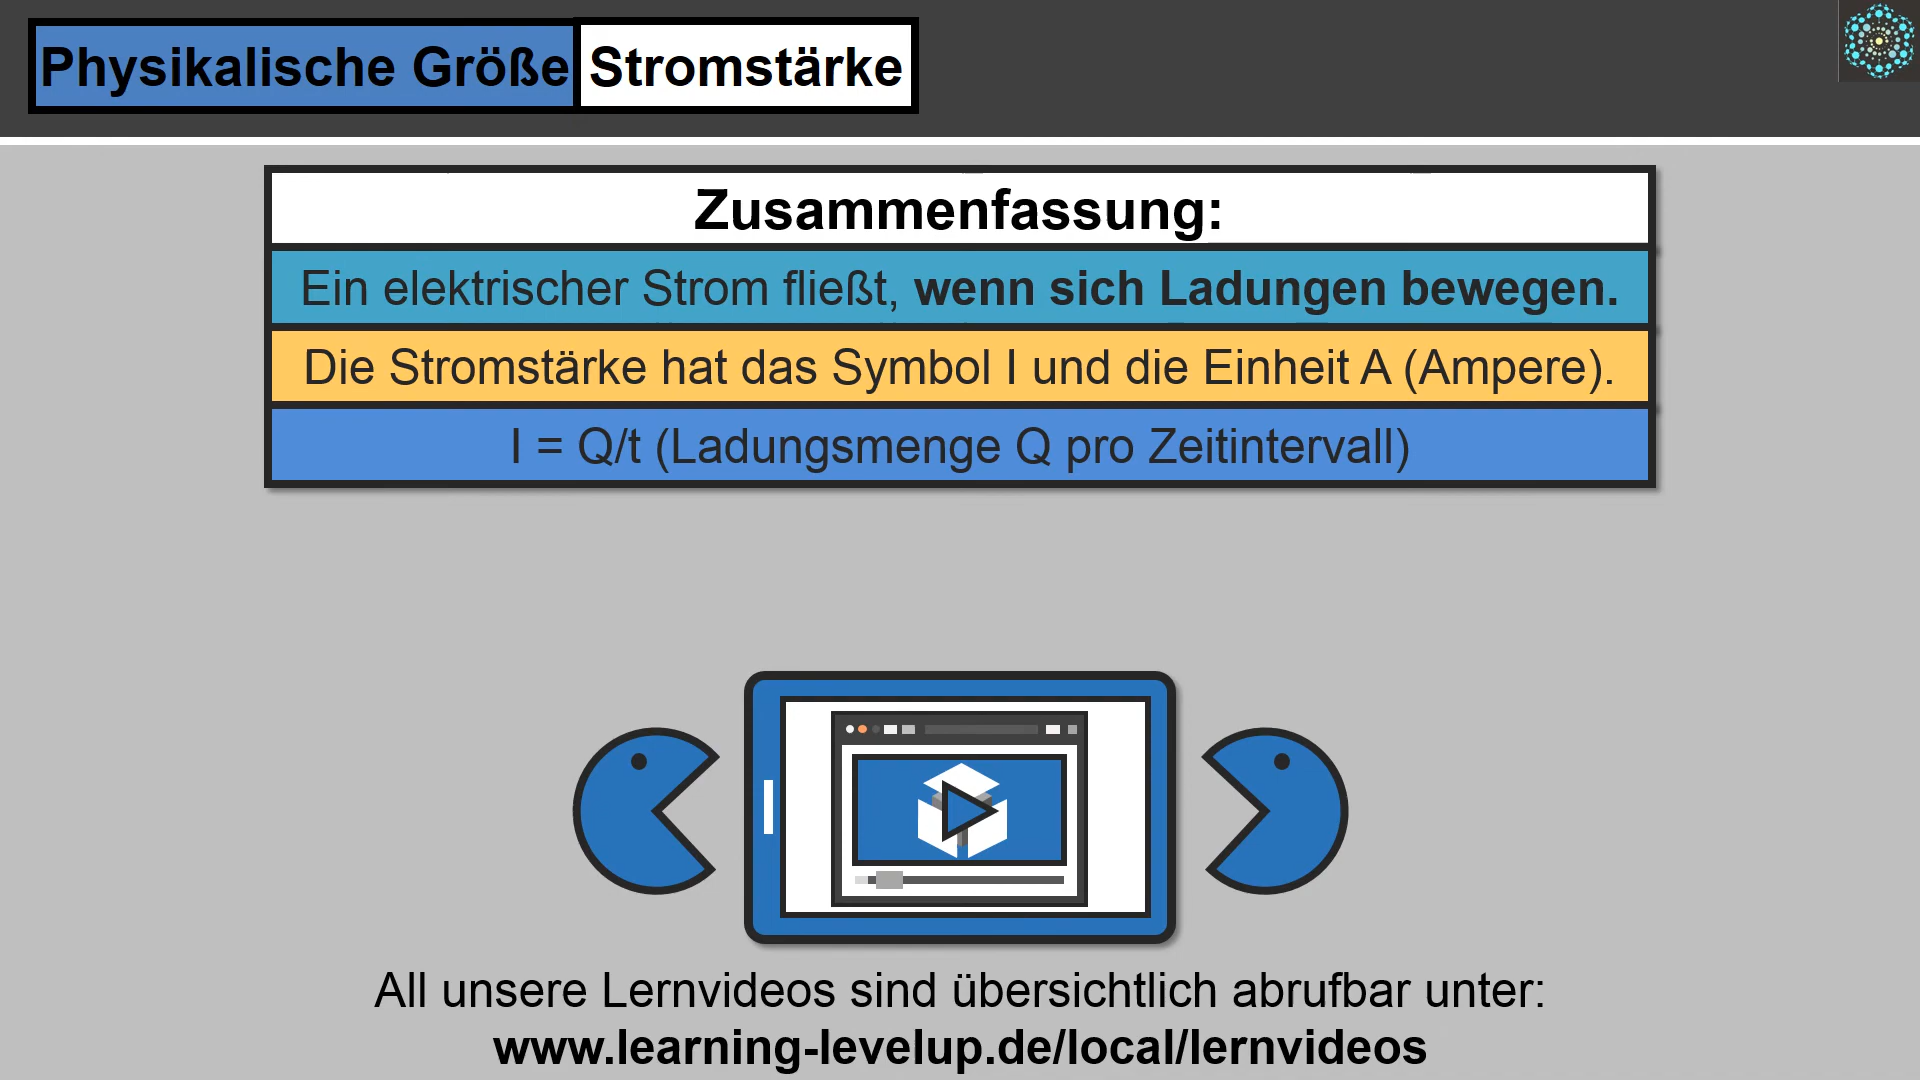 Physikalische Größe Stromstärke
Zusammenfassung:
Ein elektrischer Strom fließt, wenn sich Ladungen bewegen.
Die Stromstärke hat das Symbol I und die Einheit A (Ampere).
I = Q/t (Ladungsmenge Q pro Zeitintervall)
All unsere Lernvideos sind übersichtlich abrufbar unter:
www.learning-levelup.de/local/lernvideos